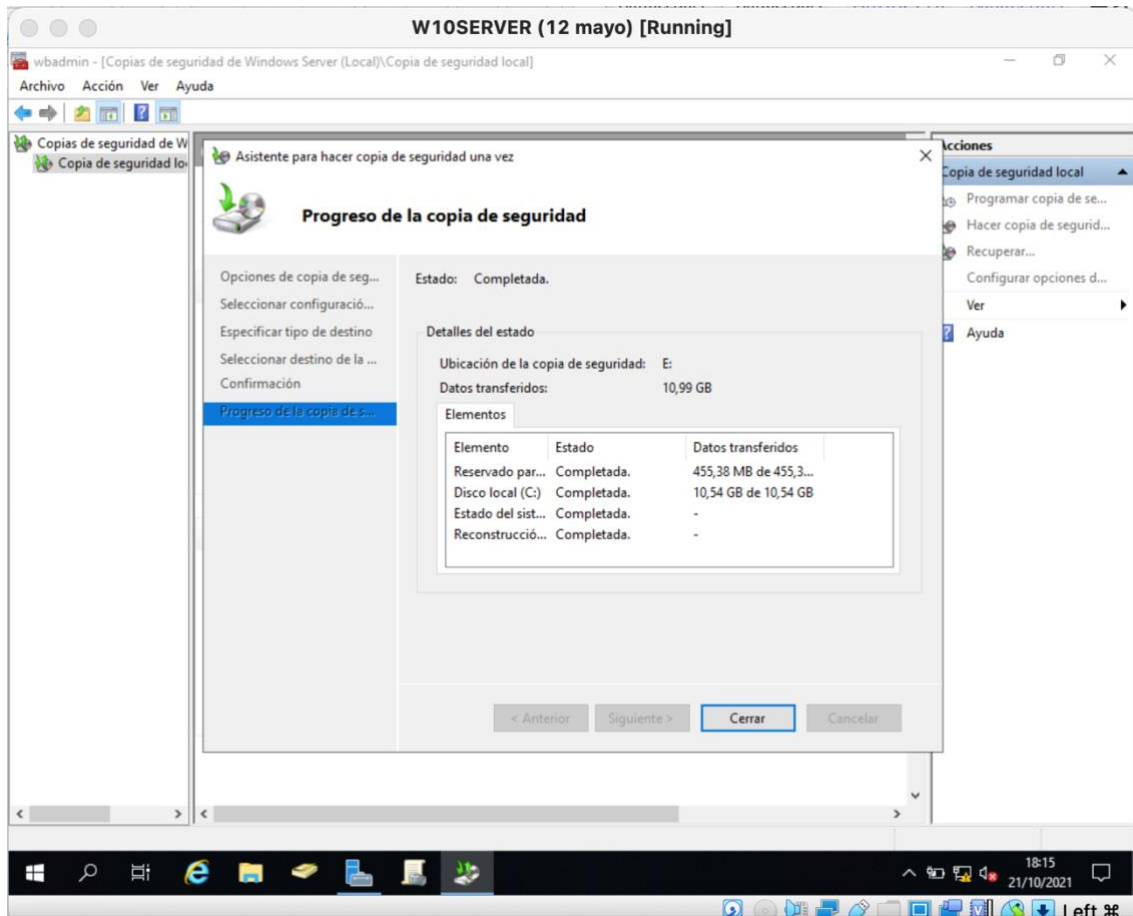 W10SERVER (12 mayo) [Running]
wbadmin - [Copias de seguridad de Windows Server (Local)\Copia de seguridad local]
Archivo Acción Ver Ayuda
Copias de seguridad de W
Copia de seguridad lo
Asistente para hacer copia de seguridad una vez
Progreso de la copia de seguridad
Opciones de copia de seg...
Seleccionar configuració...
Especificar tipo de destino
Seleccionar destino de la ...
Confirmación
Progreso de la copia de s...
Estado: Completada.
Detalles del estado
Ubicación de la copia de seguridad: E:
Datos transferidos: 10,99 GB
Elementos
Elemento Estado Datos transferidos
Reservado par... Completada. 455,38 MB de 455,3...
Disco local (C:) Completada. 10,54 GB de 10,54 GB
Estado del sist... Completada. -
Reconstrucció... Completada. -
< Anterior Siguiente > Cerrar Cancelar
Acciones
Copia de seguridad local
Programar copia de se...
Hacer copia de segurid...
Recuperar...
Configurar opciones d...
Ver
Ayuda
18:15
21/10/2021
Left ⌘